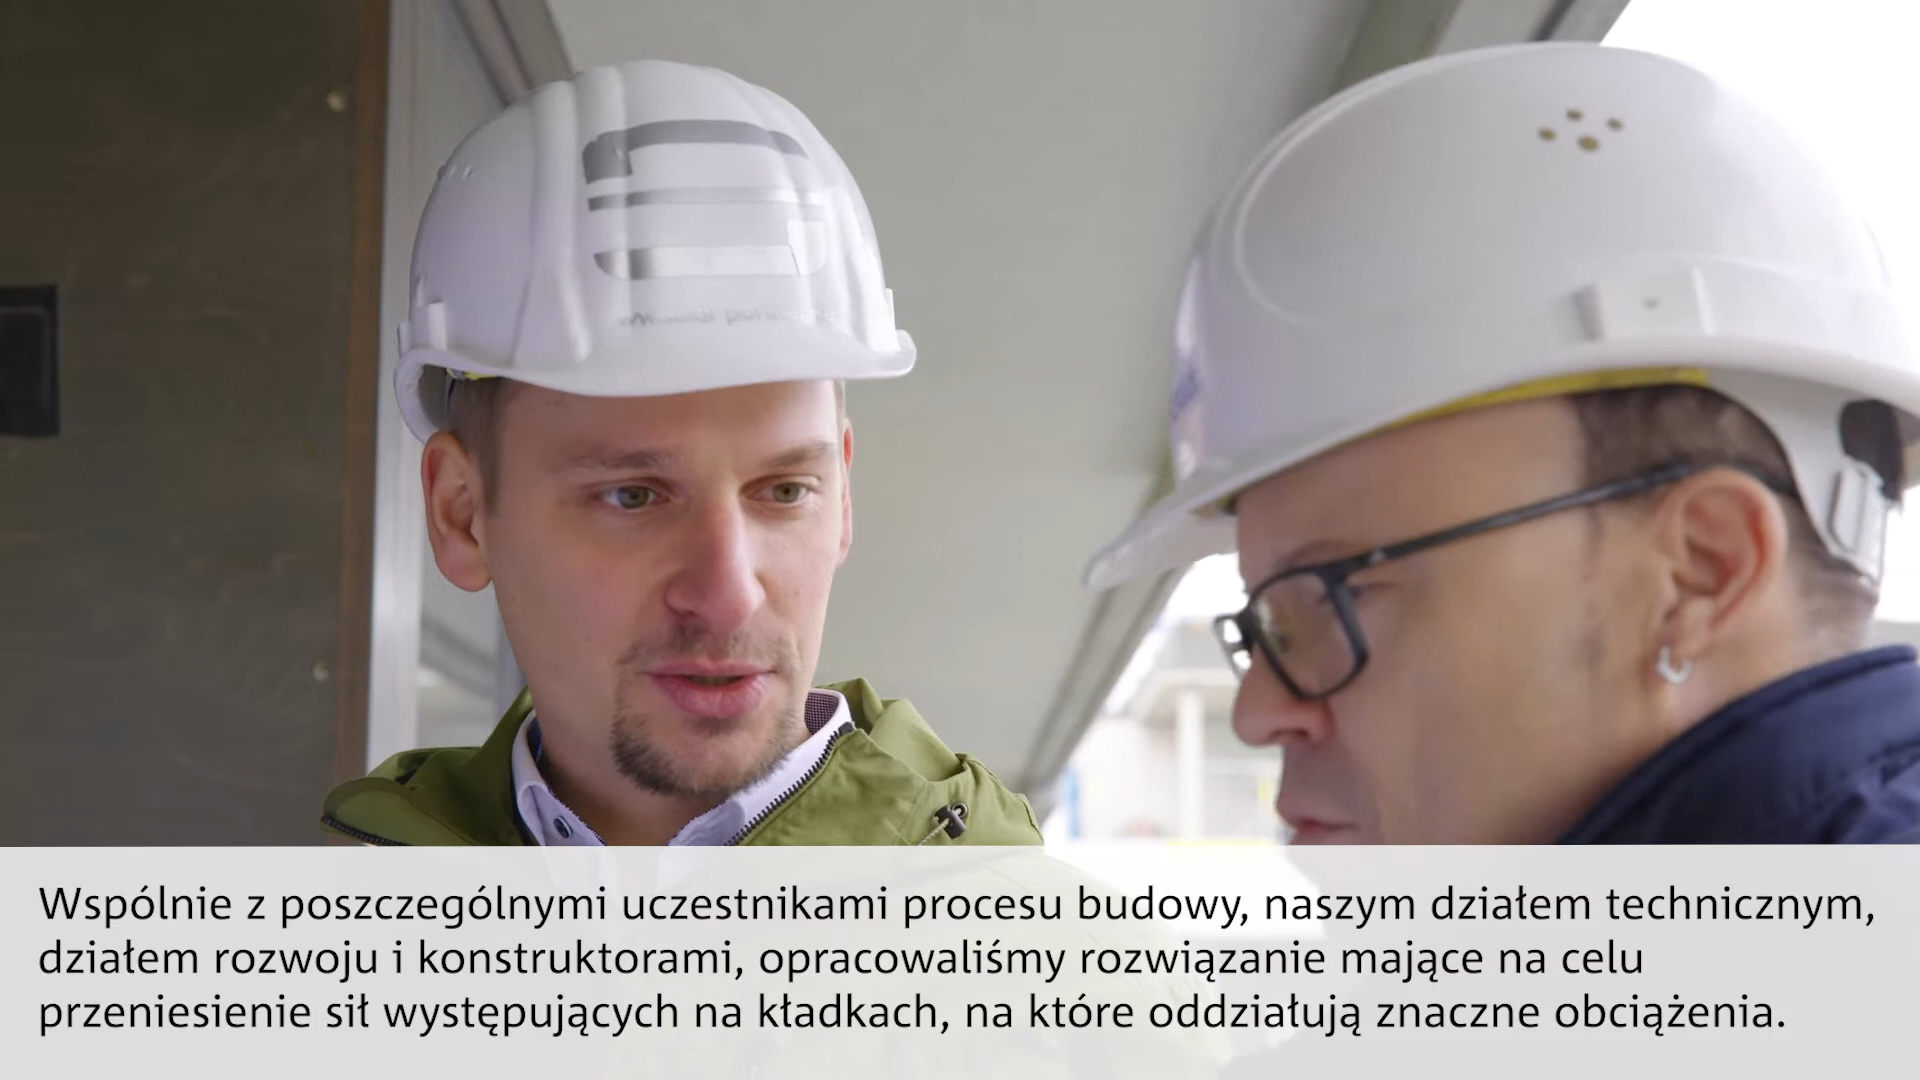 Wspólnie z poszczególnymi uczestnikami procesu budowy, naszym działem technicznym,
działem rozwoju i konstruktorami, opracowaliśmy rozwiązanie mające na celu
przeniesienie sił występujących na kładkach, na które oddziałują znaczne obciążenia.